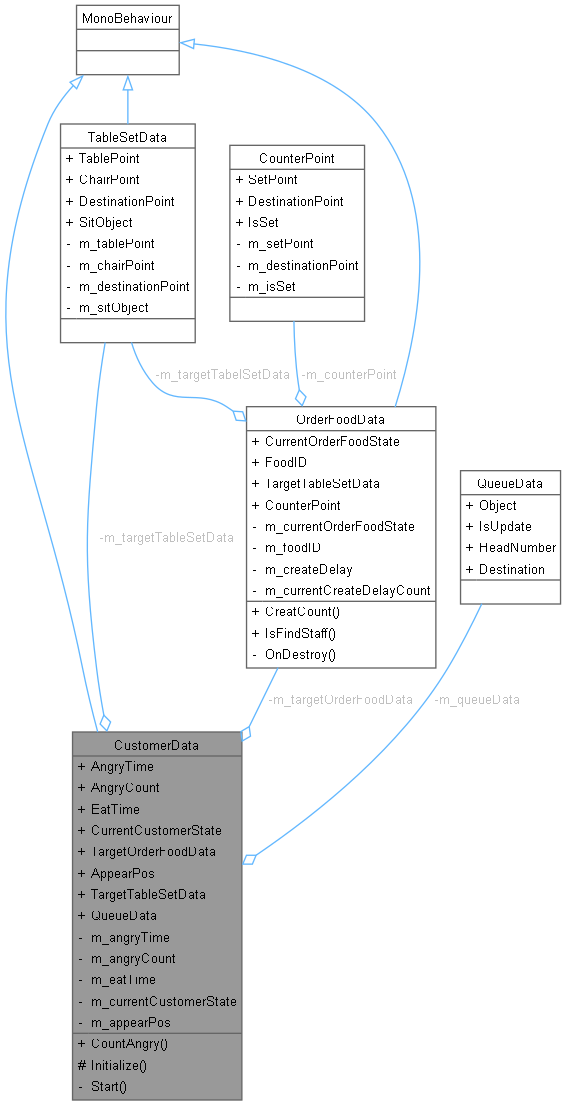 MonoBehaviour
TableSetData
+ TablePoint
+ ChairPoint
+ DestinationPoint
+ SitObject
- m_tablePoint
- m_chairPoint
- m_destinationPoint
- m_sitObject
CounterPoint
+ SetPoint
+ DestinationPoint
+ IsSet
- m_setPoint
- m_destinationPoint
- m_isSet
-m_targetTabelSetData
-m_counterPoint
OrderFoodData
+ CurrentOrderFoodState
+ FoodID
+ TargetTableSetData
+ CounterPoint
- m_currentOrderFoodState
- m_foodID
- m_createDelay
- m_currentCreateDelayCount
+ CreatCount()
+ IsFindStaff()
- OnDestroy()
QueueData
+ Object
+ IsUpdate
+ HeadNumber
+ Destination
-m_targetTableSetData
-m_targetOrderFoodData
-m_queueData
CustomerData
+ AngryTime
+ AngryCount
+ EatTime
+ CurrentCustomerState
+ TargetOrderFoodData
+ AppearPos
+ TargetTableSetData
+ QueueData
- m_angryTime
- m_angryCount
- m_eatTime
- m_currentCustomerState
- m_appearPos
+ CountAngry()
# Initialize()
- Start()